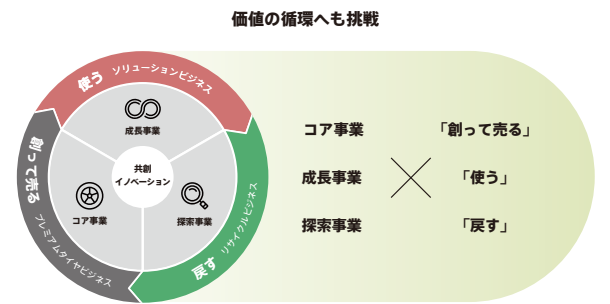 価値の循環へも挑戦
使う ソリューションビジネス
成長事業
創って売る プレミアムタイヤビジネス
共創
イノベーション
コア事業
探索事業
戻す リサイクルビジネス
コア事業 「創って売る」
成長事業 「使う」
探索事業 「戻す」